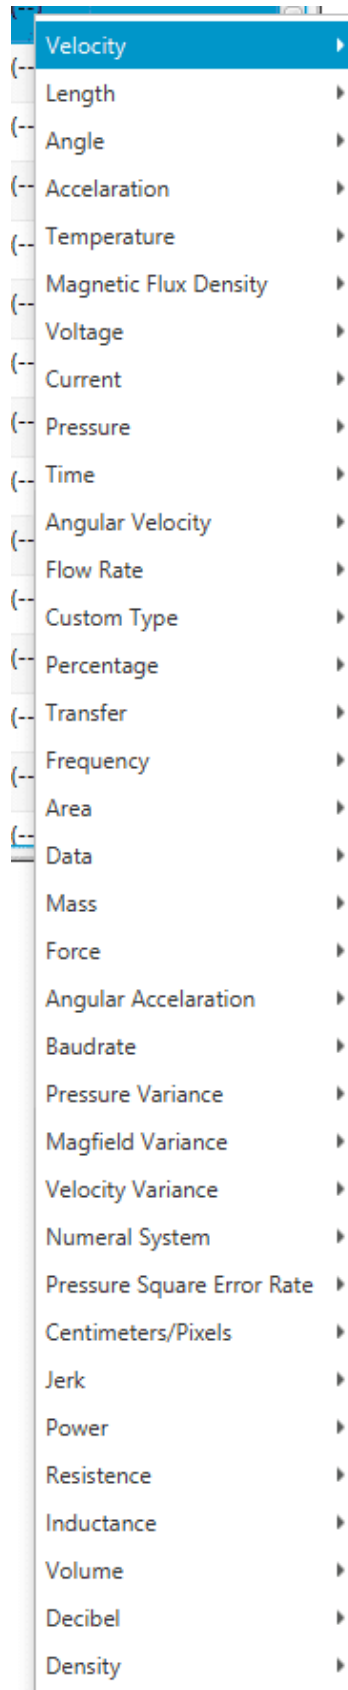 Velocity
Length
Angle
Accelaration
Temperature
Magnetic Flux Density
Voltage
Current
Pressure
Time
Angular Velocity
Flow Rate
Custom Type
Percentage
Transfer
Frequency
Area
Data
Mass
Force
Angular Accelaration
Baudrate
Pressure Variance
Magfield Variance
Velocity Variance
Numeral System
Pressure Square Error Rate
Centimeters/Pixels
Jerk
Power
Resistence
Inductance
Volume
Decibel
Density